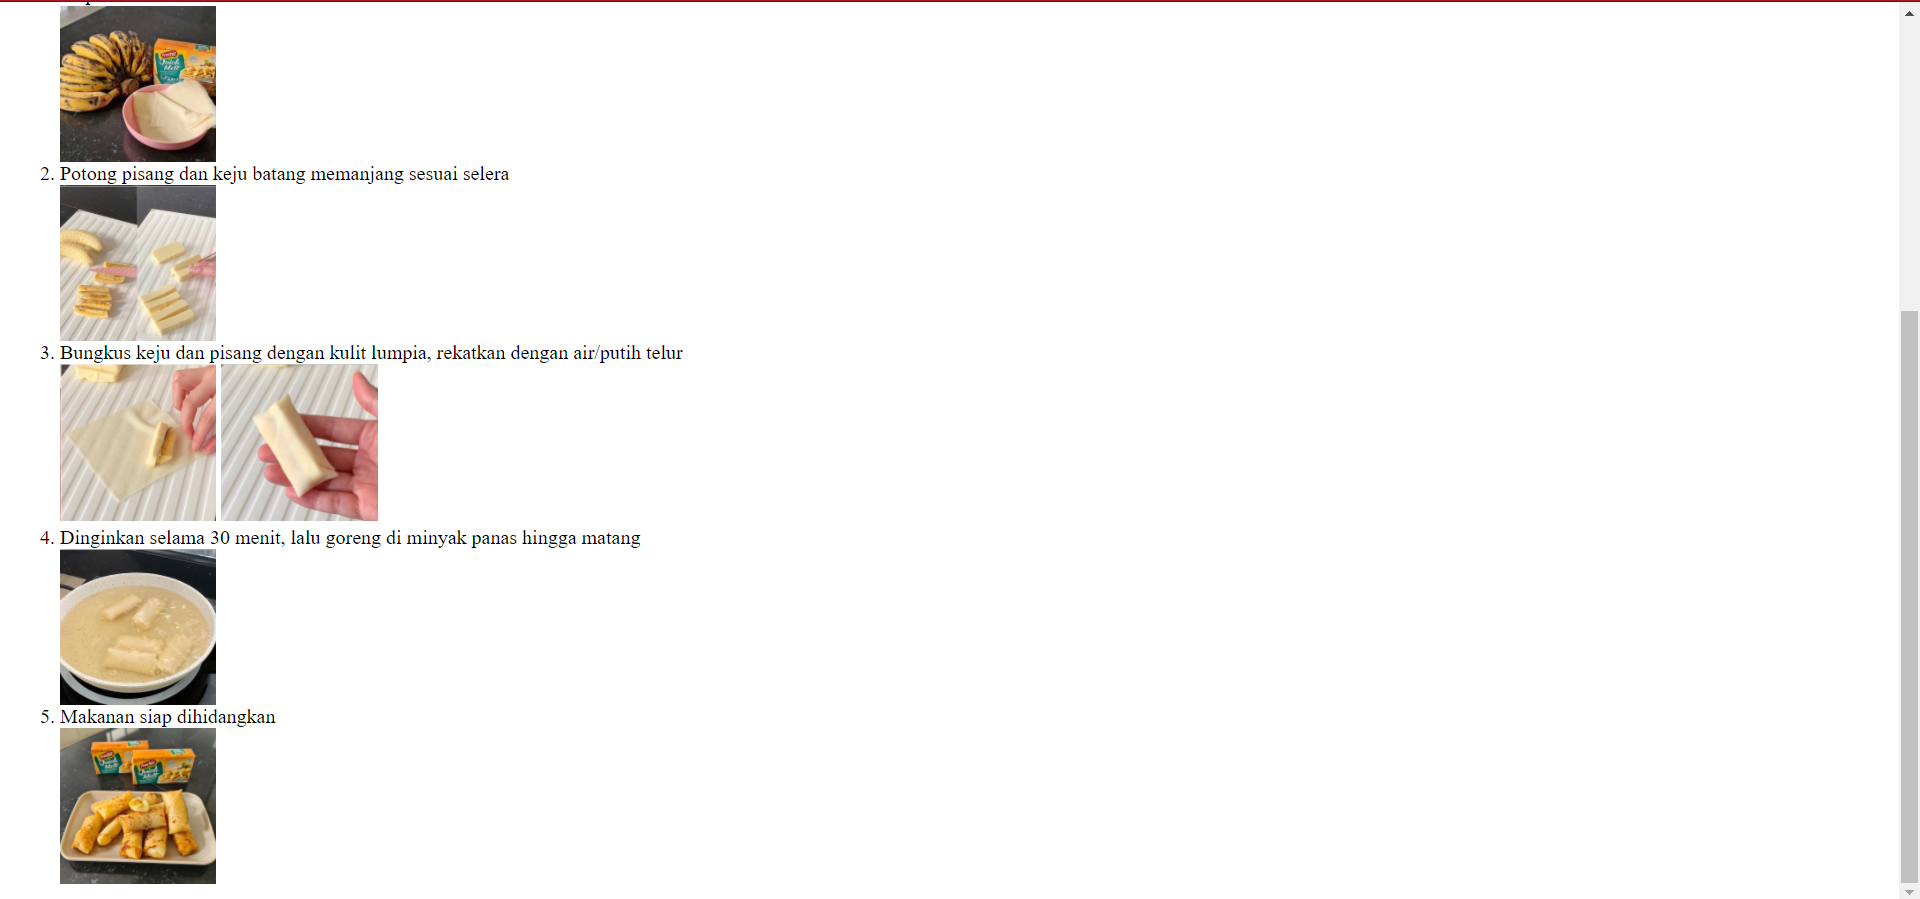 2. Potong pisang dan keju batang memanjang sesuai selera
3. Bungkus keju dan pisang dengan kulit lumpia, rekatkan dengan air/putih telur
4. Dinginkan selama 30 menit, lalu goreng di minyak panas hingga matang
5. Makanan siap dihidangkan